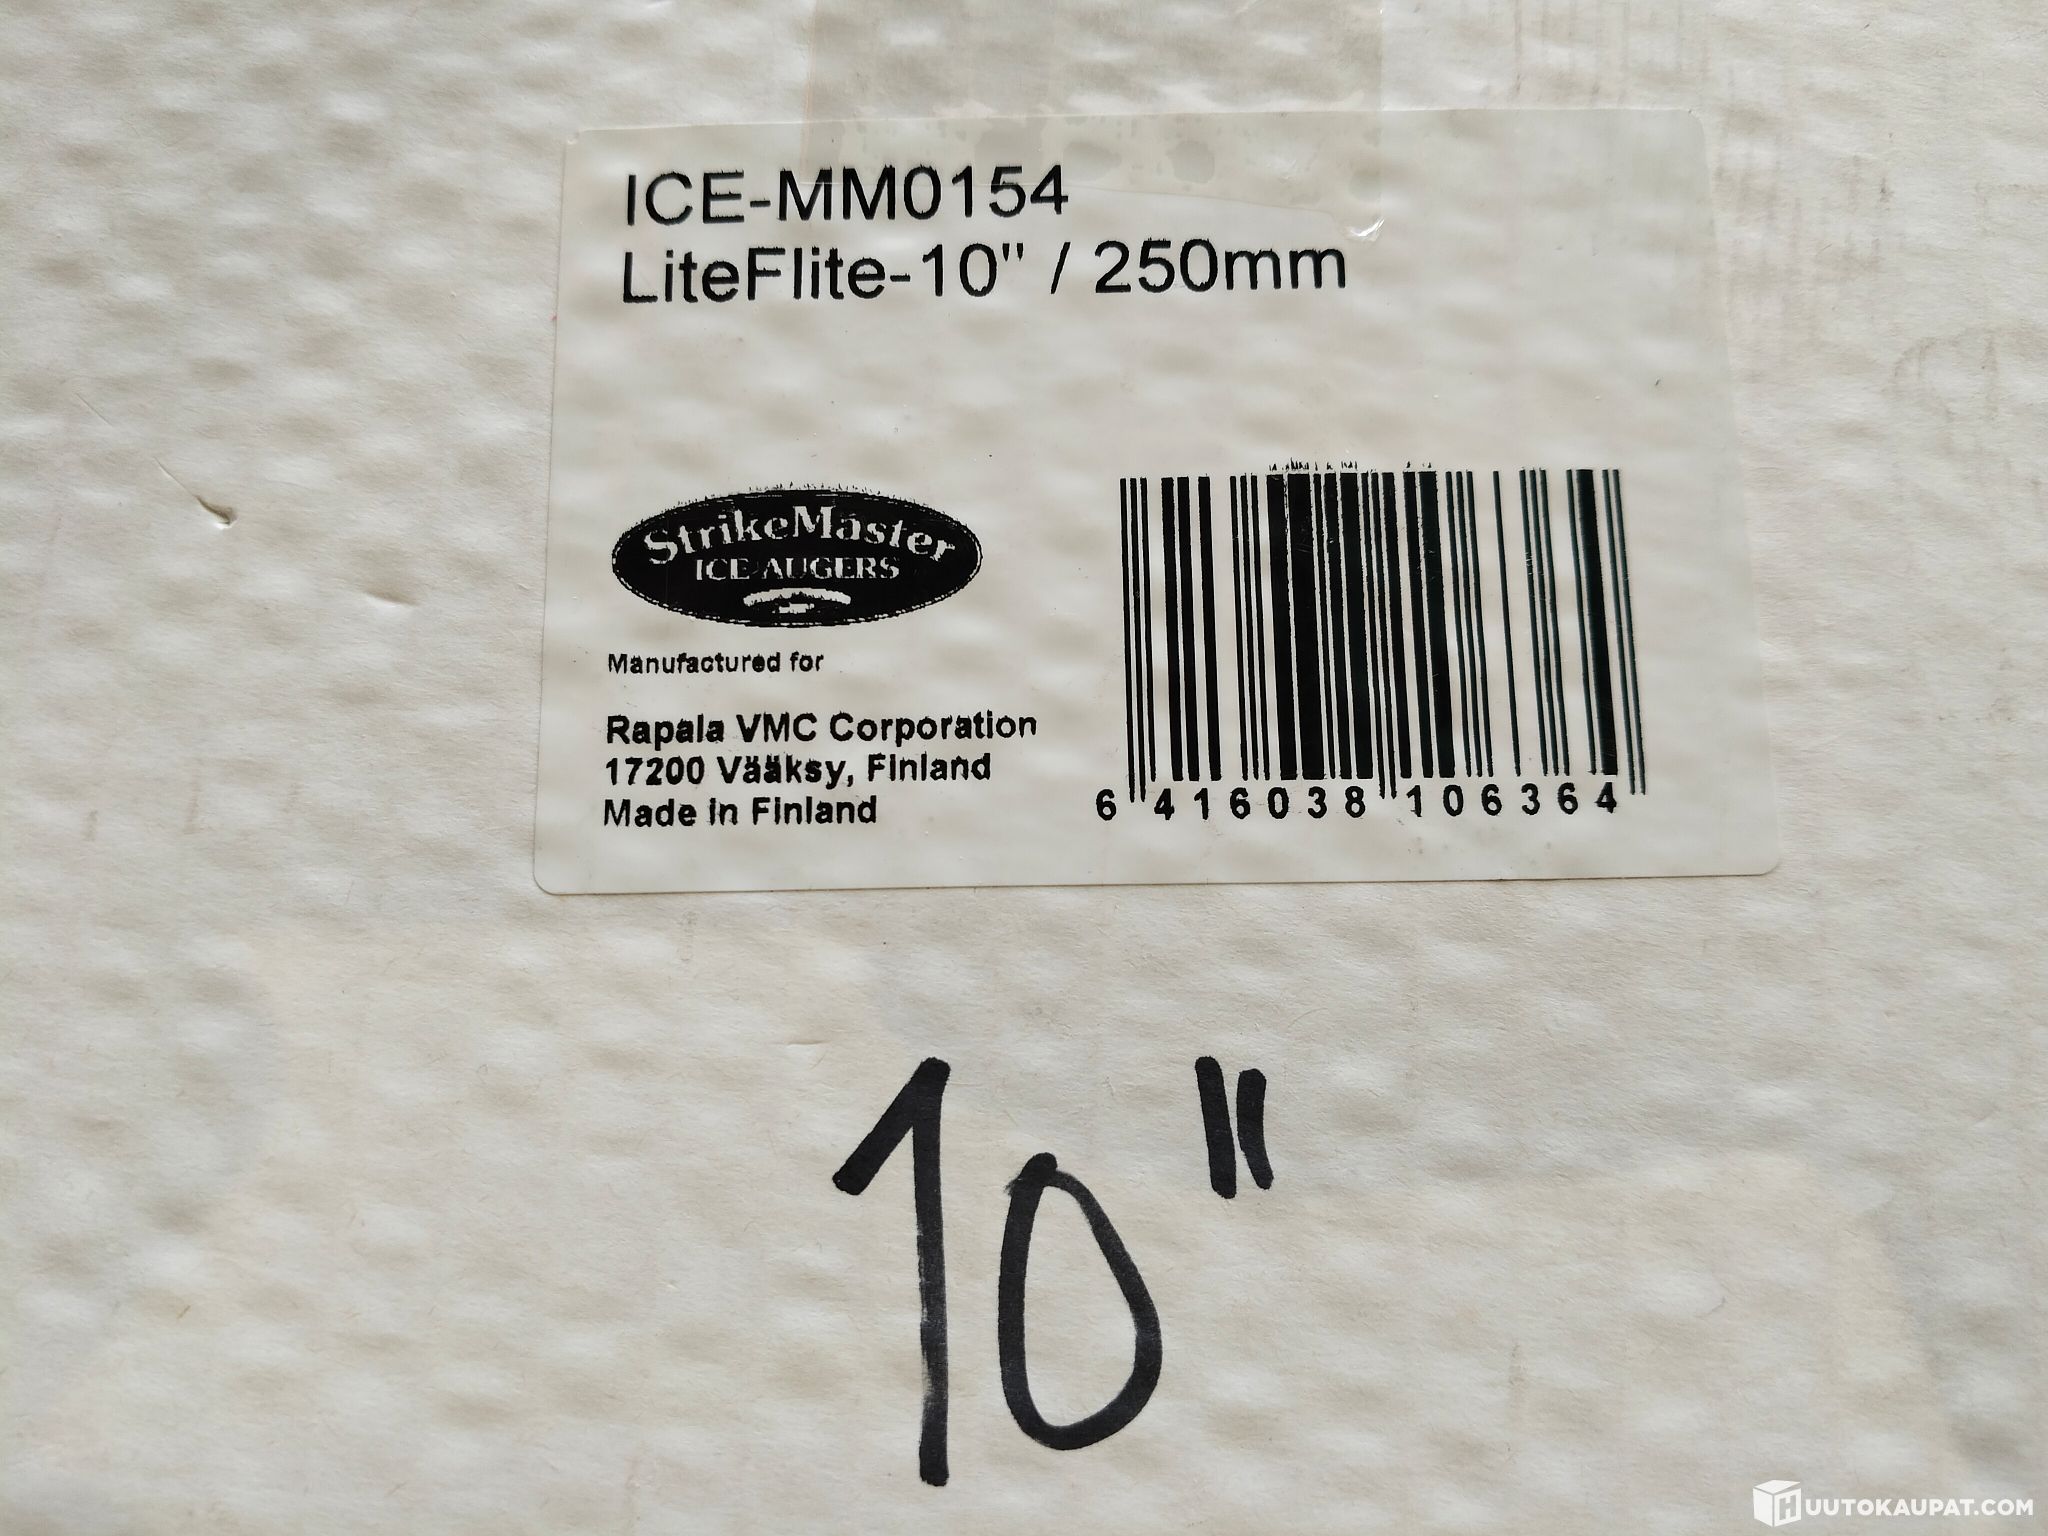 ICE-MM0154
LiteFlite-10" / 250mm
StrikeMaster
ICE AUGERS
Manufactured for
Rapala VMC Corporation
17200 Vääksy, Finland
Made in Finland
6 416038 106364
10"
HUUTOKAUPAT.COM